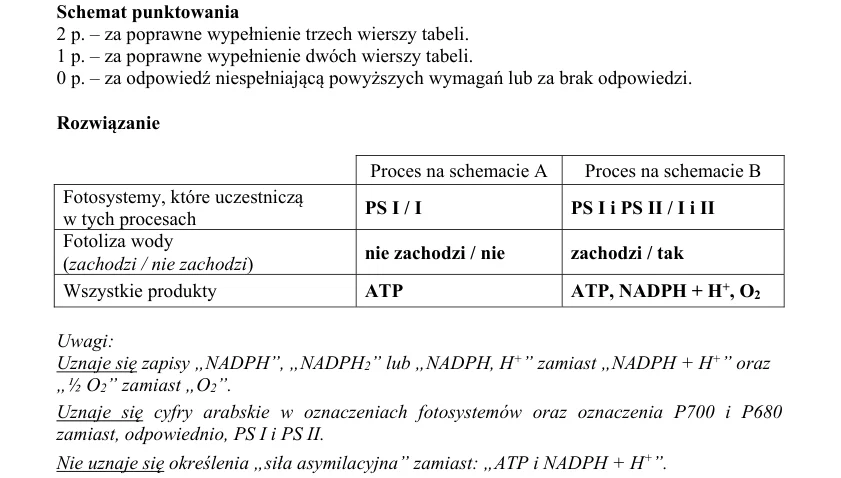 Schemat punktowania
2 p. – za poprawne wypełnienie trzech wierszy tabeli.
1 p. – za poprawne wypełnienie dwóch wierszy tabeli.
0 p. – za odpowiedź niespełniającą powyższych wymagań lub za brak odpowiedzi.
Rozwiązanie
Proces na schemacie A Proces na schemacie B
Fotosystemy, które uczestniczą
w tych procesach
PS I / I PS I i PS II / I i II
Fotoliza wody
(zachodzi / nie zachodzi)
nie zachodzi / nie zachodzi / tak
Wszystkie produkty ATP ATP, NADPH + H⁺, O₂
Uwagi:
Uznaje się zapisy „NADPH”, „NADPH₂” lub „NADPH, H⁺” zamiast „NADPH + H⁺” oraz
„½ O₂” zamiast „O₂”.
Uznaje się cyfry arabskie w oznaczeniach fotosystemów oraz oznaczenia P700 i P680
zamiast, odpowiednio, PS I i PS II.
Nie uznaje się określenia „siła asymilacyjna” zamiast: „ATP i NADPH + H⁺”.